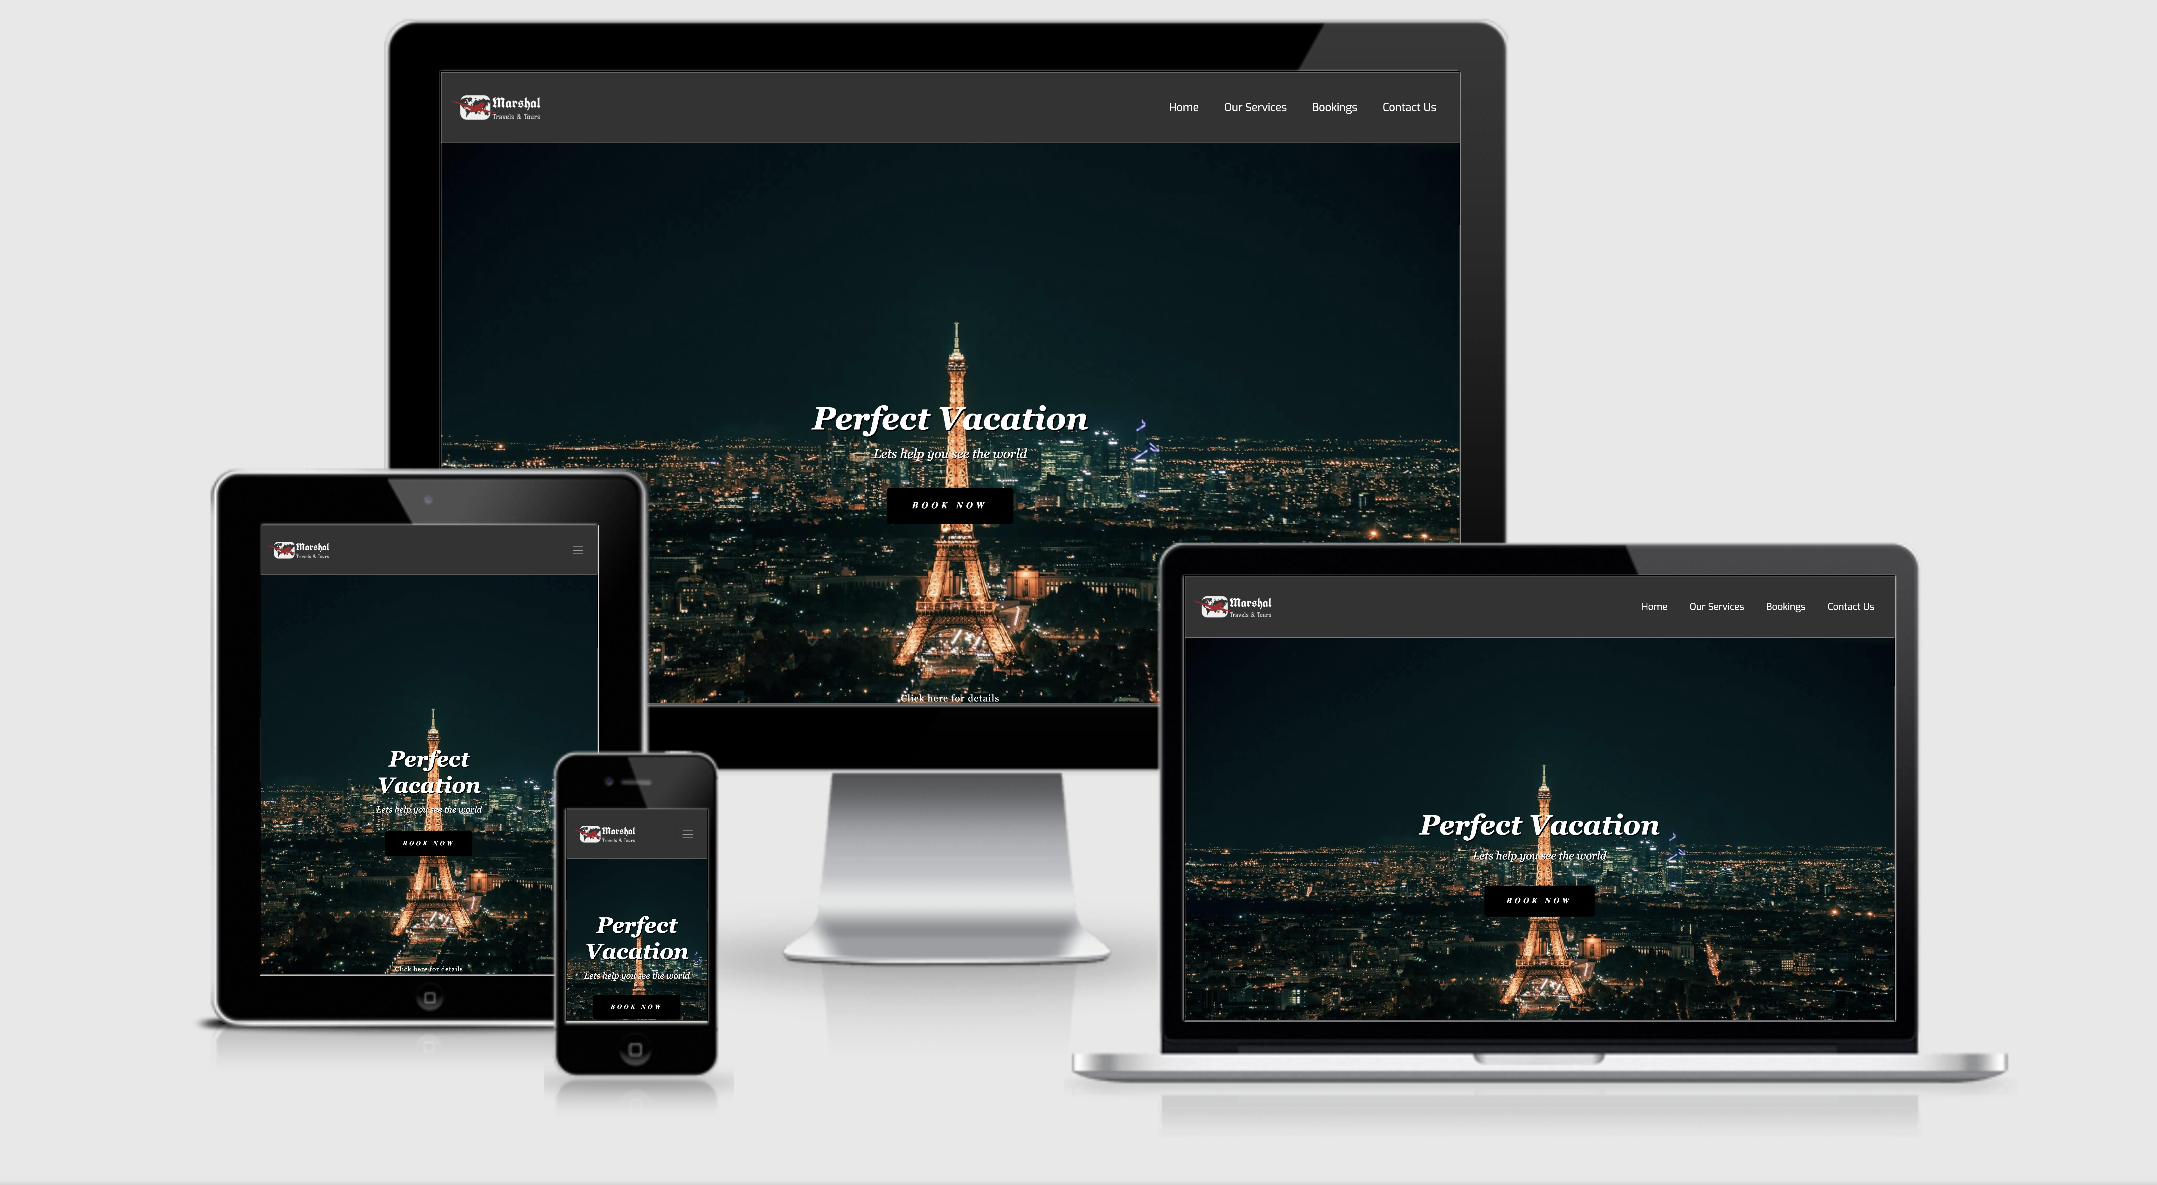 Marshal
Travels & Tours
Home Our Services Bookings Contact Us
Perfect Vacation
Lets help you see the world
BOOK NOW
Click here for details
Marshal
Travels & Tours
Perfect
Vacation
Lets help you see the world
BOOK NOW
Click here for details
Marshal
Travels & Tours
Perfect
Vacation
Lets help you see the world
BOOK NOW
Marshal
Travels & Tours
Home Our Services Bookings Contact Us
Perfect Vacation
Lets help you see the world
BOOK NOW